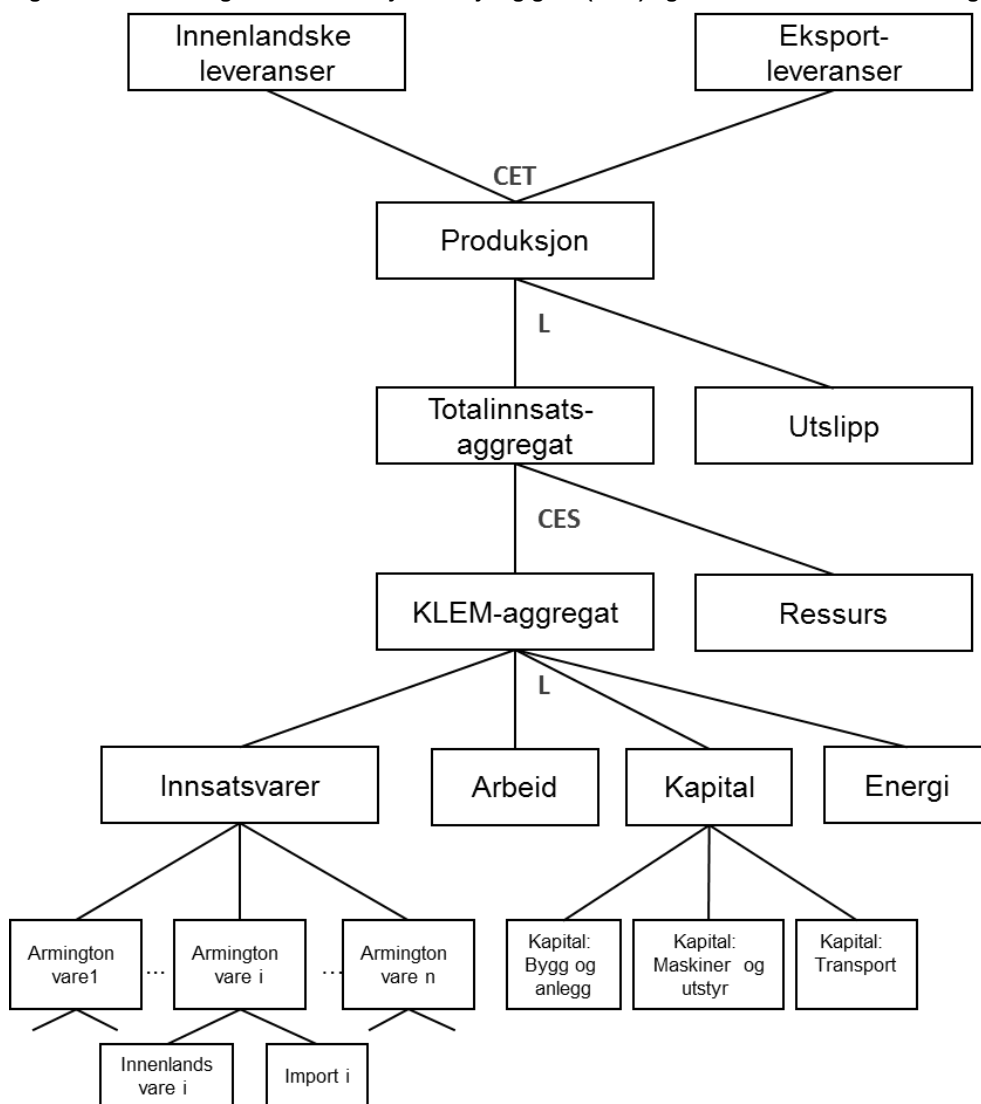 Innenlandske
leveranser
Eksport-
leveranser
CET
Produksjon
L
Totalinnsats-
aggregat
Utslipp
CES
KLEM-aggregat
Ressurs
L
Innsatsvarer
Arbeid
Kapital
Energi
Armington
vare1
...
Armington
vare i
...
Armington
vare n
Kapital:
Bygg og
anlegg
Kapital:
Maskiner og
utstyr
Kapital:
Transport
Innenlands
vare i
Import i